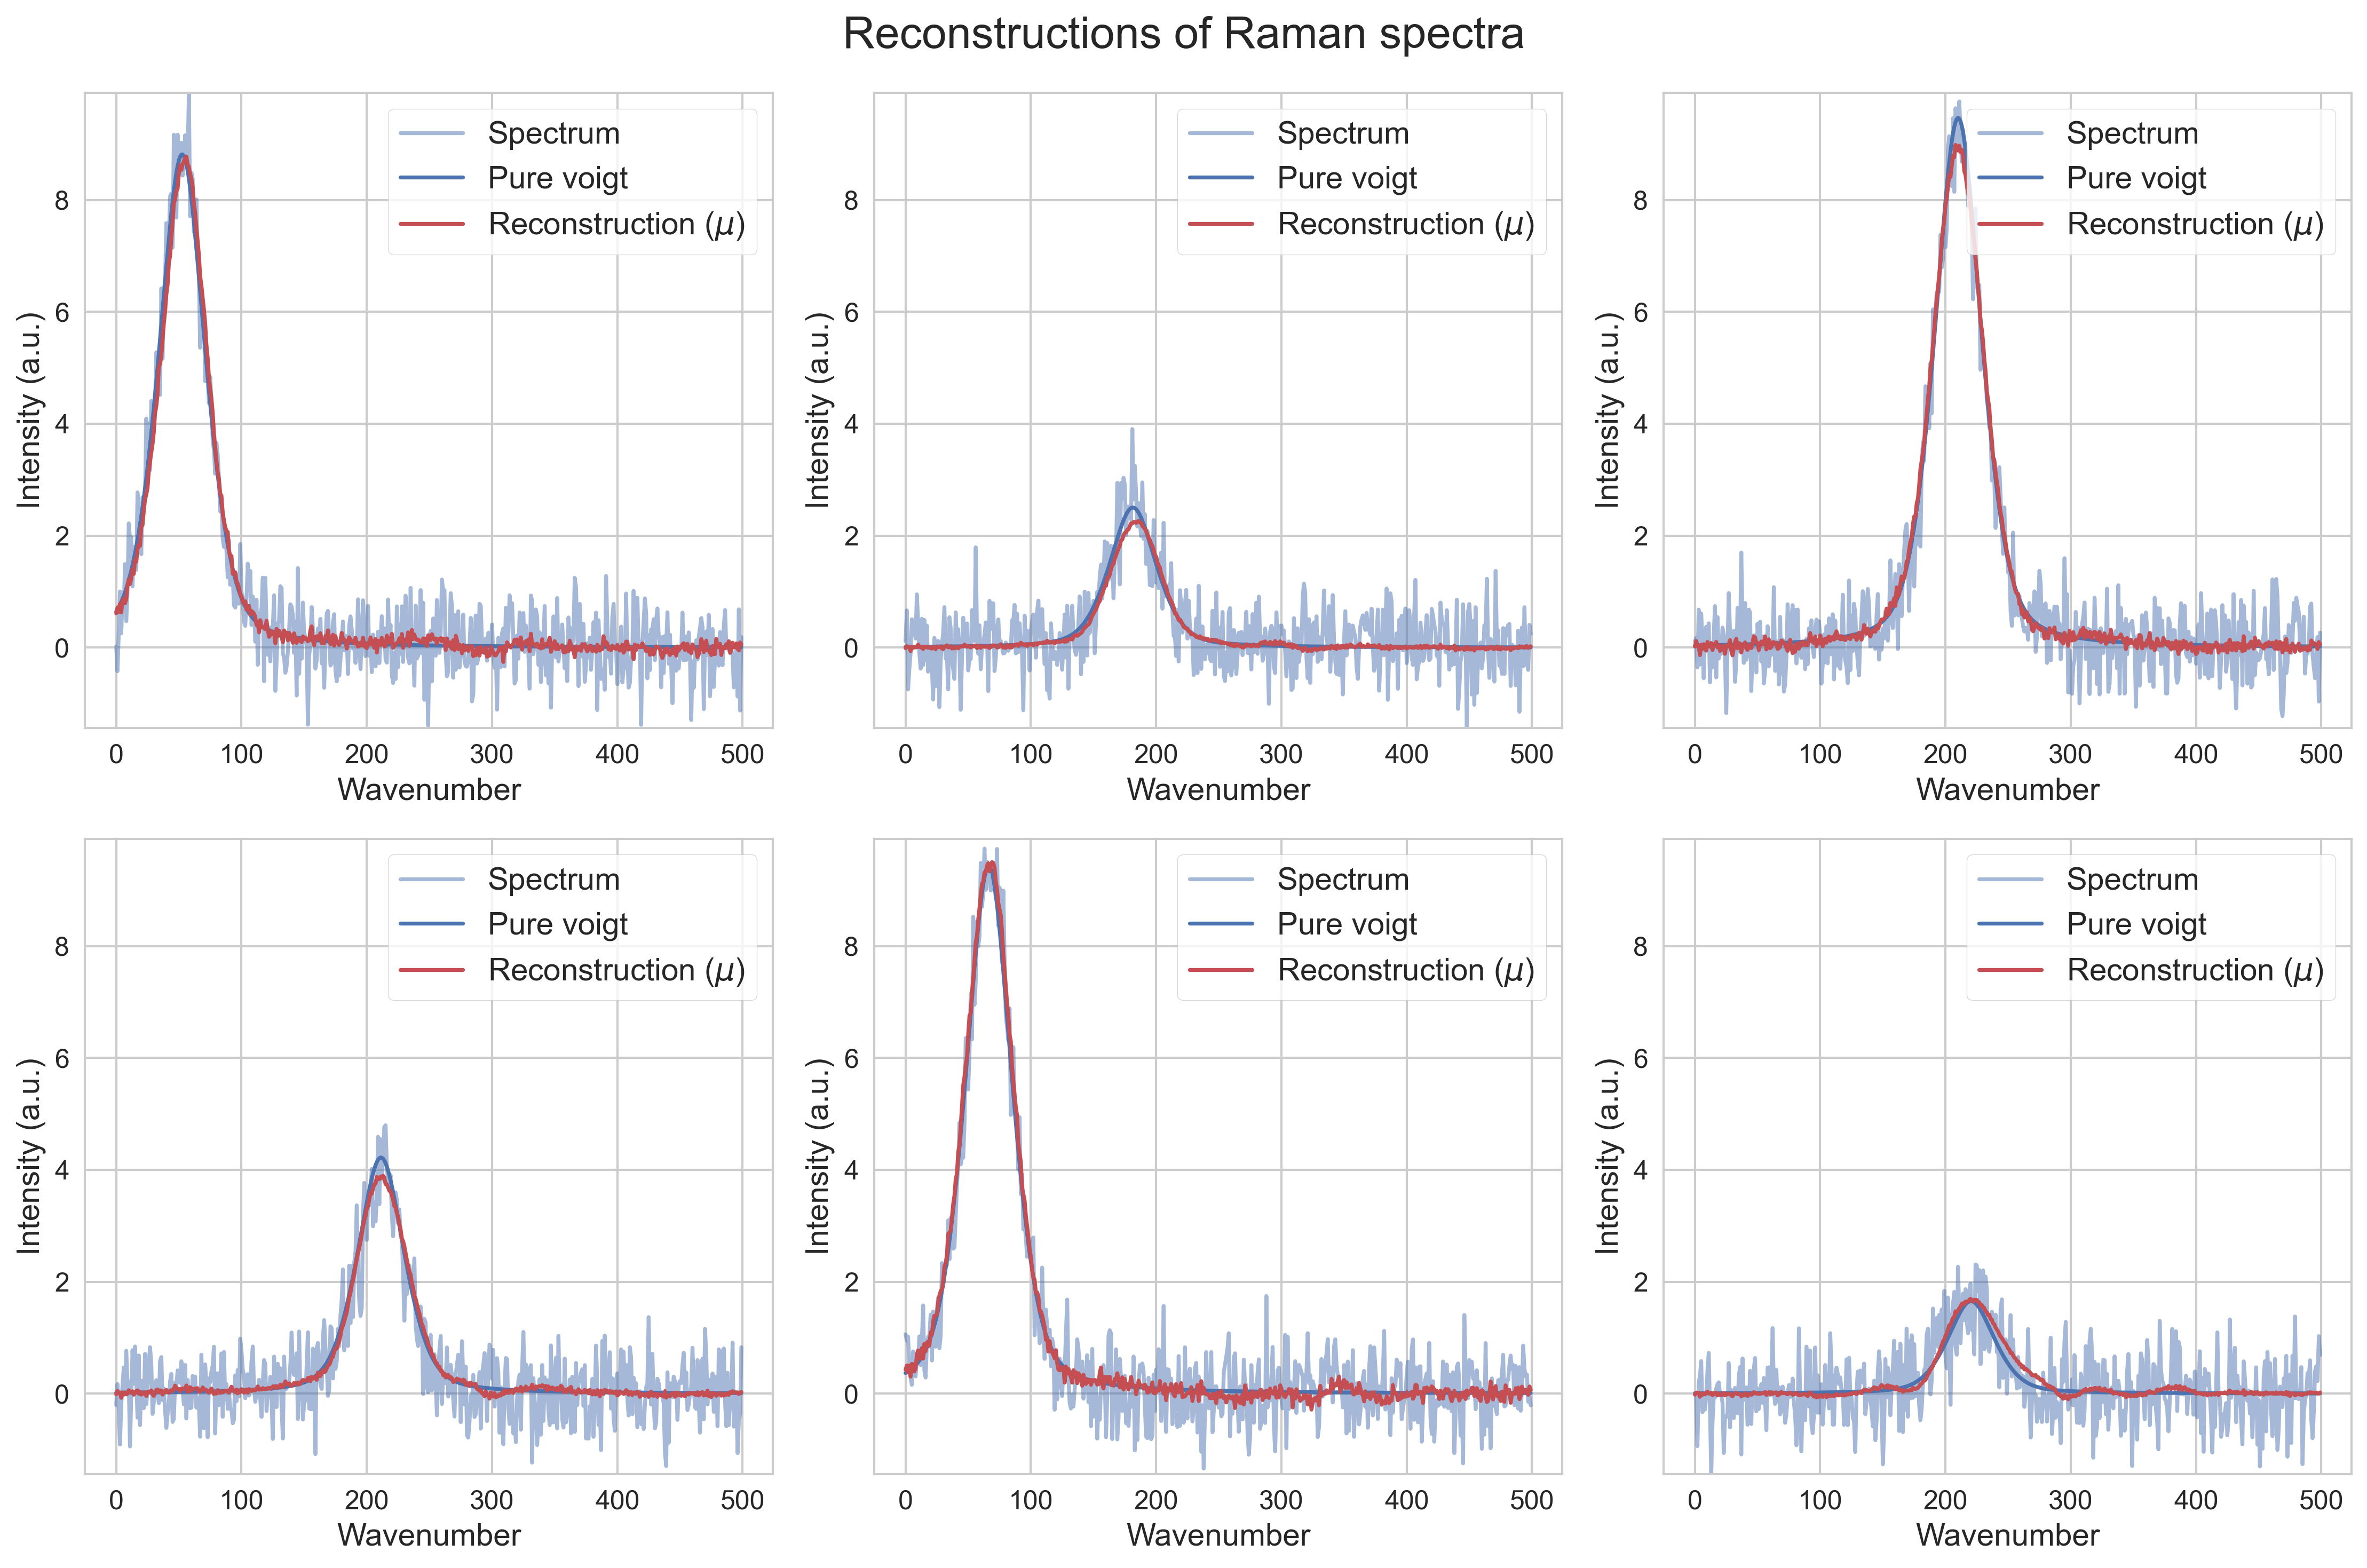 Reconstructions of Raman spectra
Intensity (a.u.)
8
6
4
2
0
Spectrum
Pure voigt
Reconstruction (μ)
0 100 200 300 400 500
Wavenumber
Intensity (a.u.)
8
6
4
2
0
Spectrum
Pure voigt
Reconstruction (μ)
0 100 200 300 400 500
Wavenumber
Intensity (a.u.)
8
6
4
2
0
Spectrum
Pure voigt
Reconstruction (μ)
0 100 200 300 400 500
Wavenumber
Intensity (a.u.)
8
6
4
2
0
Spectrum
Pure voigt
Reconstruction (μ)
0 100 200 300 400 500
Wavenumber
Intensity (a.u.)
8
6
4
2
0
Spectrum
Pure voigt
Reconstruction (μ)
0 100 200 300 400 500
Wavenumber
Intensity (a.u.)
8
6
4
2
0
Spectrum
Pure voigt
Reconstruction (μ)
0 100 200 300 400 500
Wavenumber